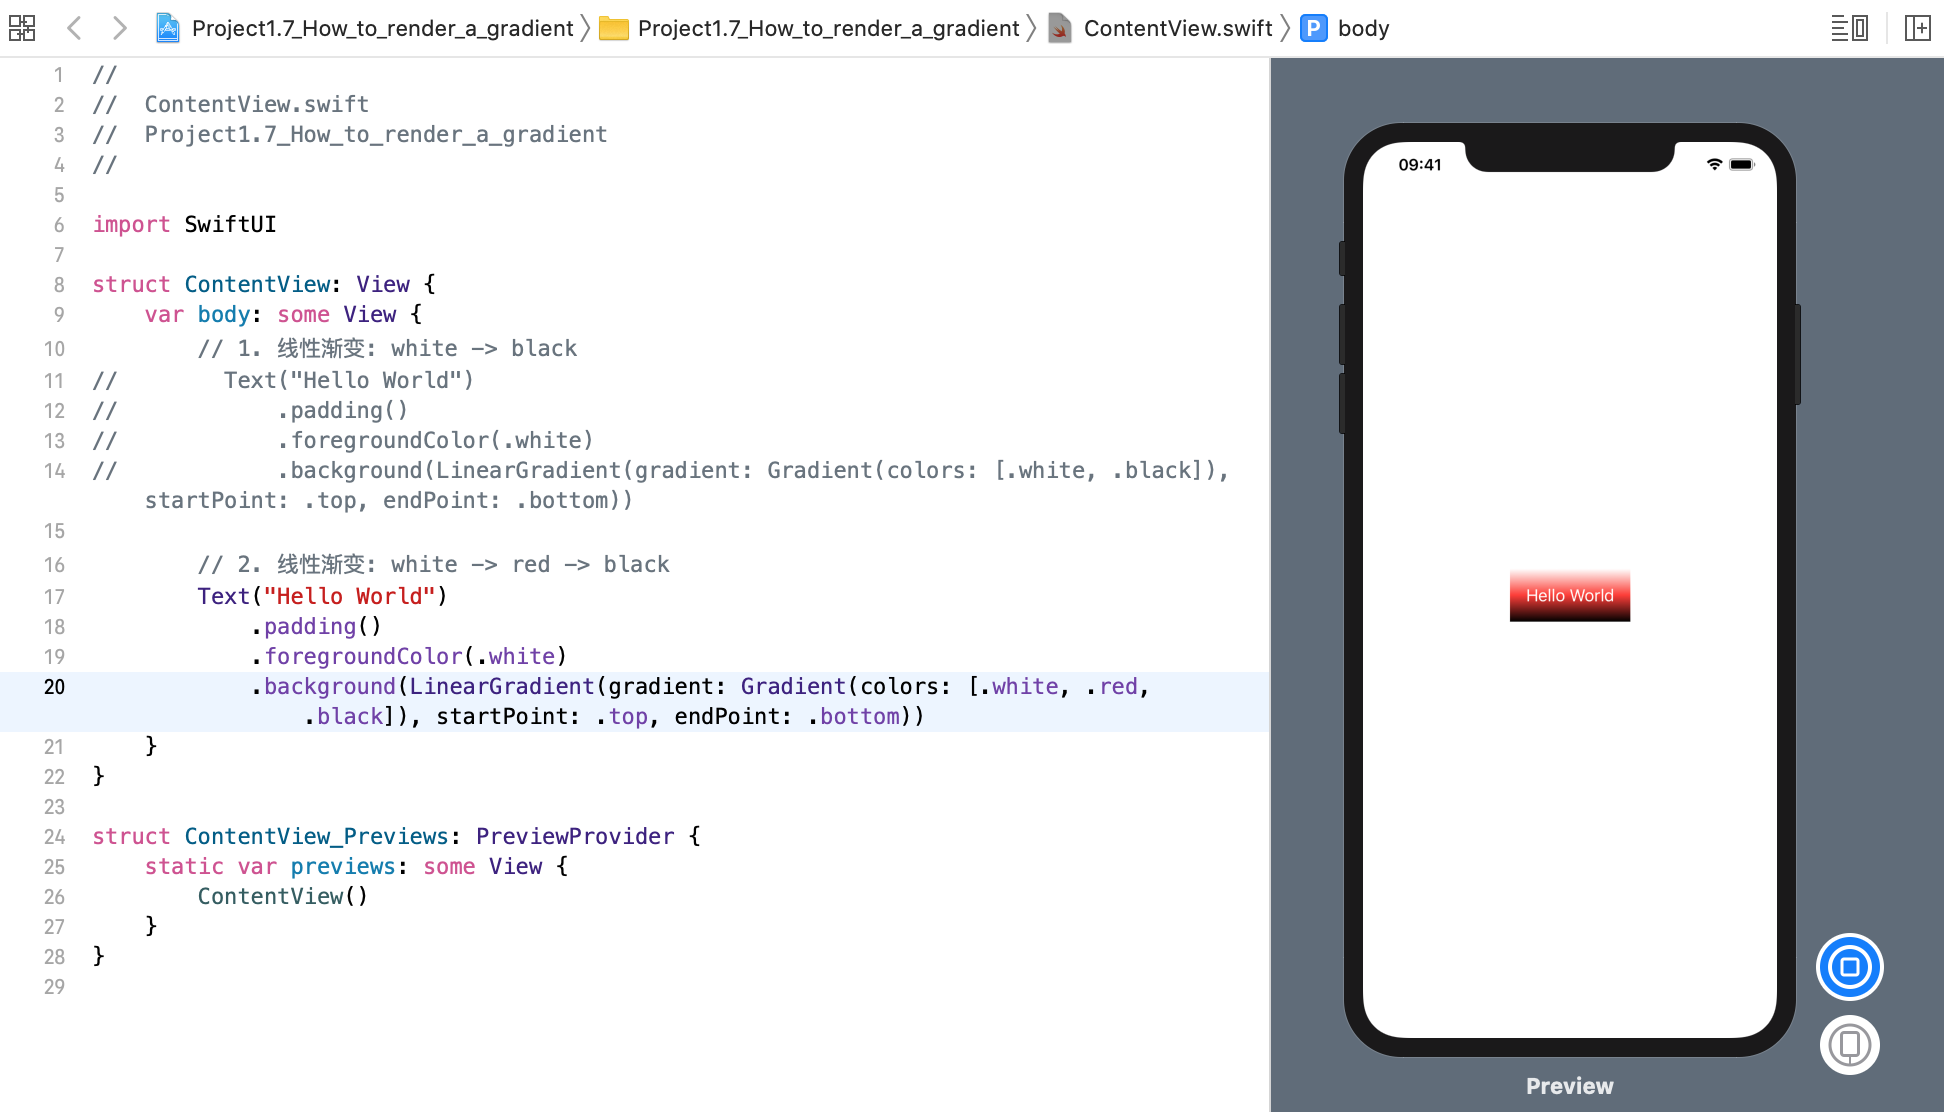 Project1.7_How_to_render_a_gradient Project1.7_How_to_render_a_gradient ContentView.swift P body
1 //
2 //  ContentView.swift
3 //  Project1.7_How_to_render_a_gradient
4 //
5
6 import SwiftUI
7
8 struct ContentView: View {
9     var body: some View {
10         // 1. 线性渐变: white -> black
11 //        Text("Hello World")
12 //            .padding()
13 //            .foregroundColor(.white)
14 //            .background(LinearGradient(gradient: Gradient(colors: [.white, .black]),
startPoint: .top, endPoint: .bottom))
15
16         // 2. 线性渐变: white -> red -> black
17         Text("Hello World")
18             .padding()
19             .foregroundColor(.white)
20             .background(LinearGradient(gradient: Gradient(colors: [.white, .red,
.black]), startPoint: .top, endPoint: .bottom))
21     }
22 }
23
24 struct ContentView_Previews: PreviewProvider {
25     static var previews: some View {
26         ContentView()
27     }
28 }
29
09:41
Hello World
Preview